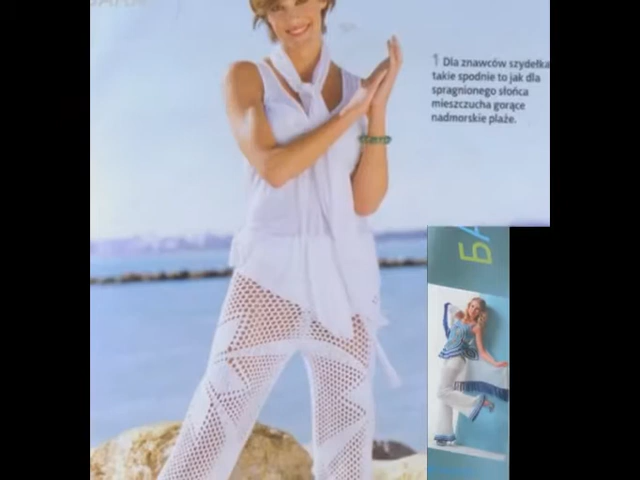 1 Dla znawców szydełka
takie spodnie to jak dla
spragnionego słońca
mieszczucha gorące
nadmorskie plaże.